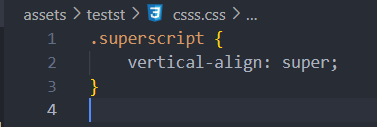 assets > testst > csss.css > ...
1 .superscript {
2 vertical-align: super;
3 }
4